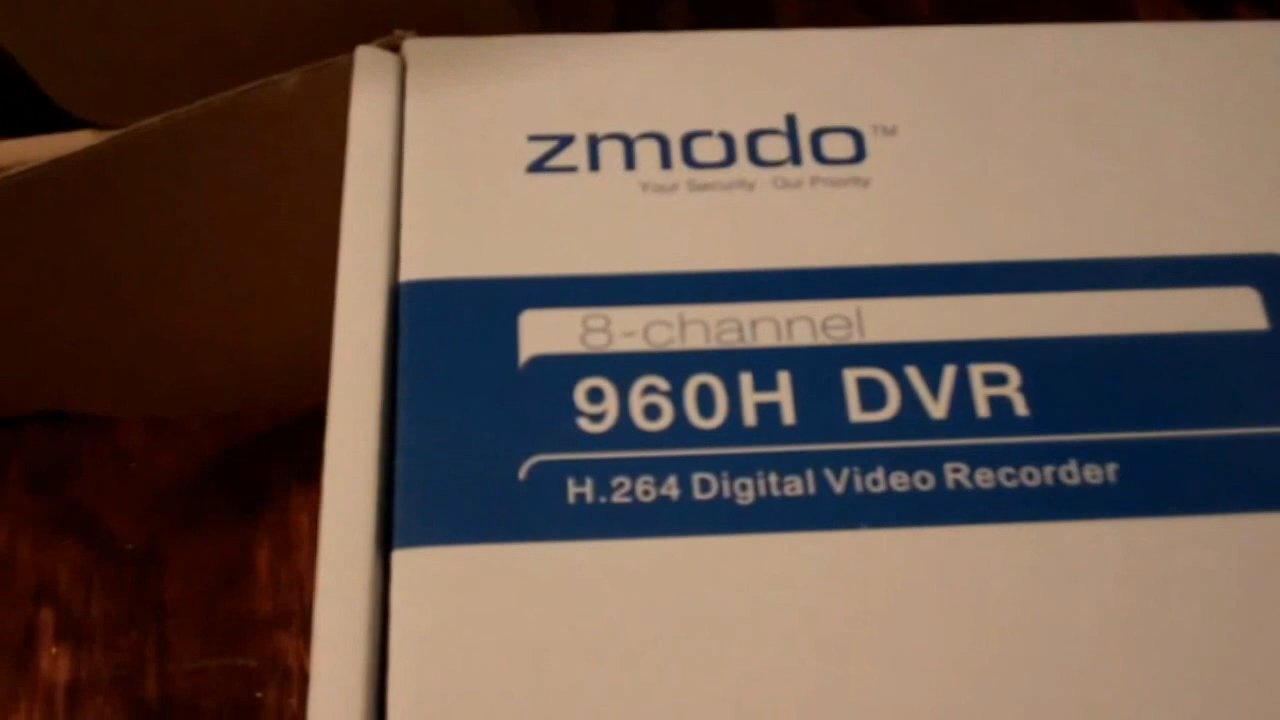 zmodo™
Your Security Our Priority
8-channel
960H DVR
H.264 Digital Video Recorder